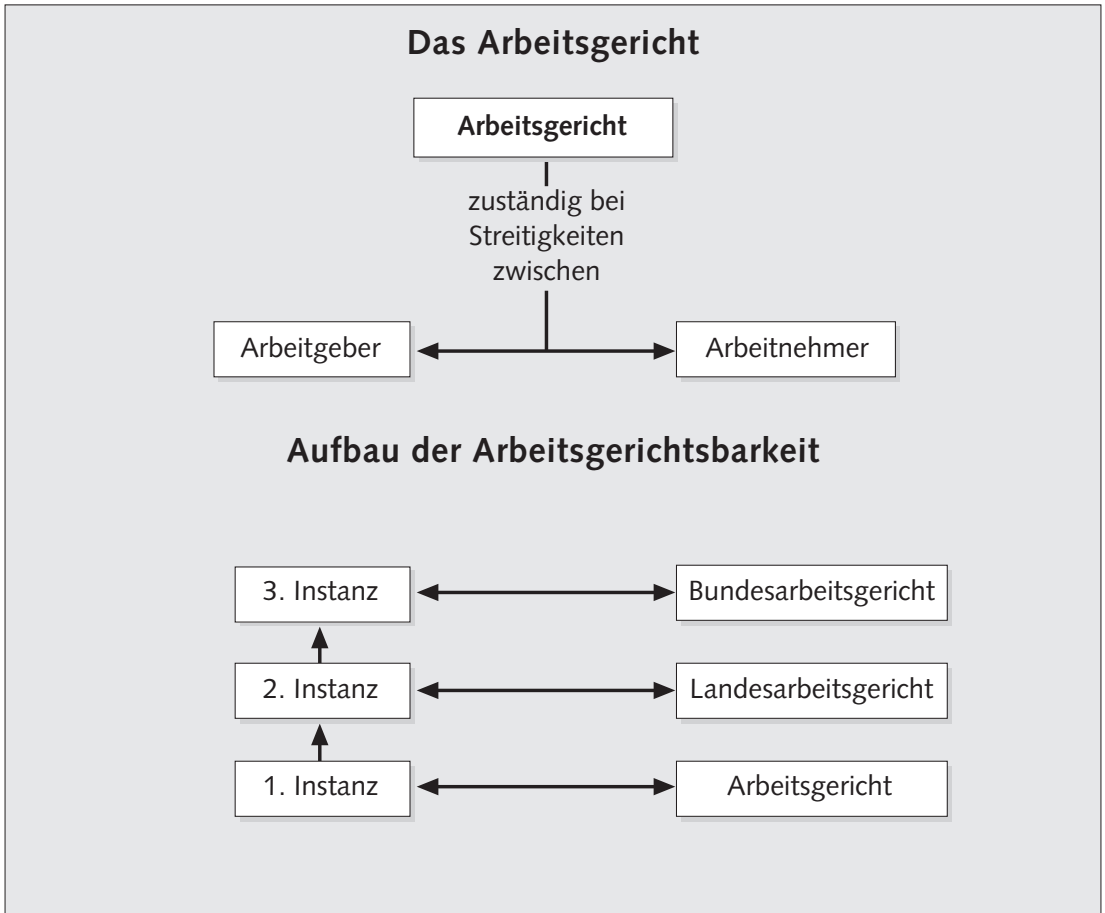 Das Arbeitsgericht
Arbeitsgericht
zuständig bei
Streitigkeiten
zwischen
Arbeitgeber
Arbeitnehmer
Aufbau der Arbeitsgerichtsbarkeit
3. Instanz
Bundesarbeitsgericht
2. Instanz
Landesarbeitsgericht
1. Instanz
Arbeitsgericht